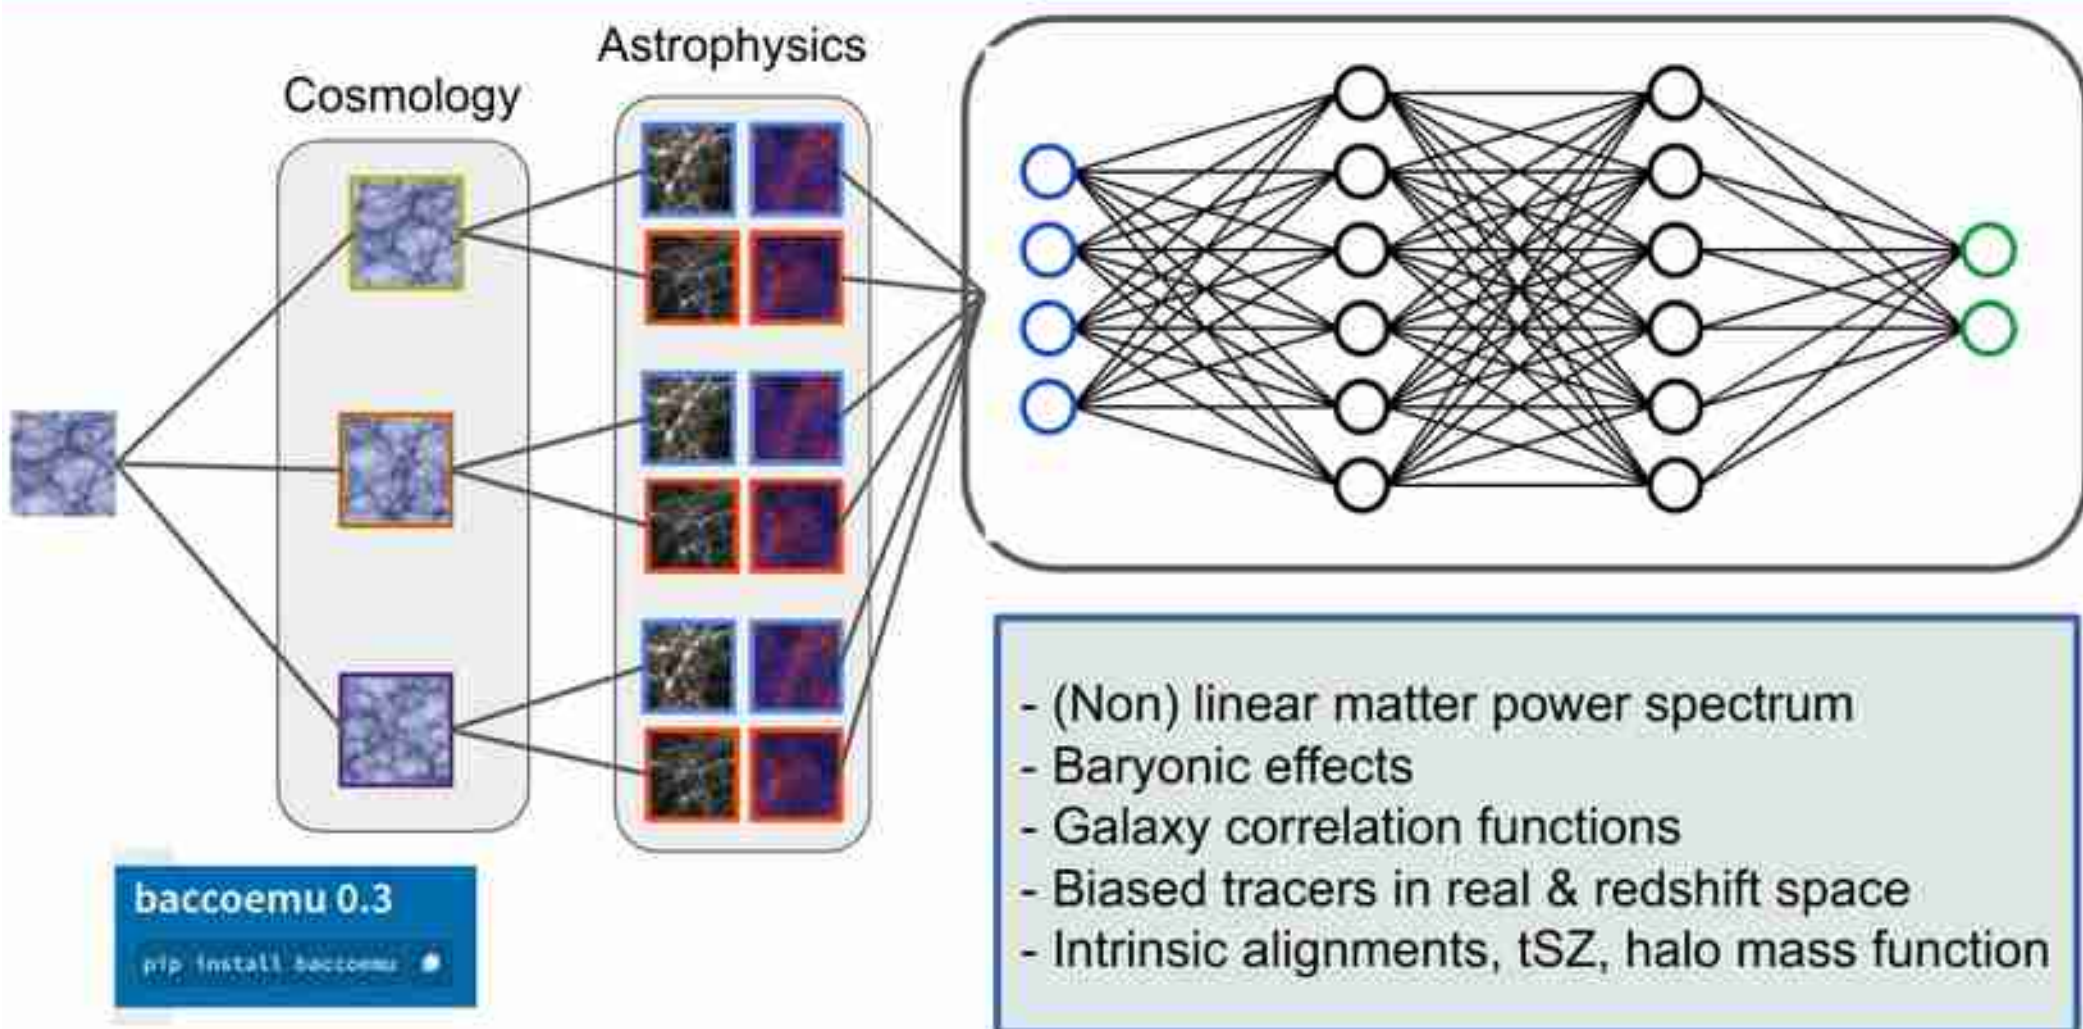 Cosmology
Astrophysics
baccoemu 0.3
pip install baccoemu
- (Non) linear matter power spectrum
- Baryonic effects
- Galaxy correlation functions
- Biased tracers in real & redshift space
- Intrinsic alignments, tSZ, halo mass function